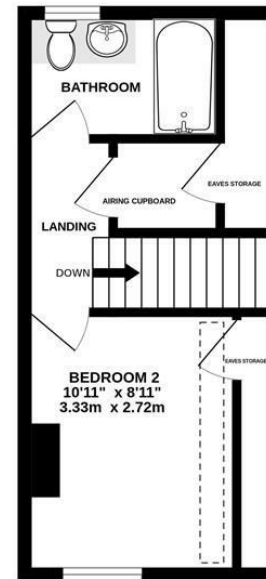 BATHROOM
EAVES STORAGE
AIRING CUPBOARD
LANDING
DOWN
EAVES STORAGE
BEDROOM 2
10'11" x 8'11"
3.33m x 2.72m